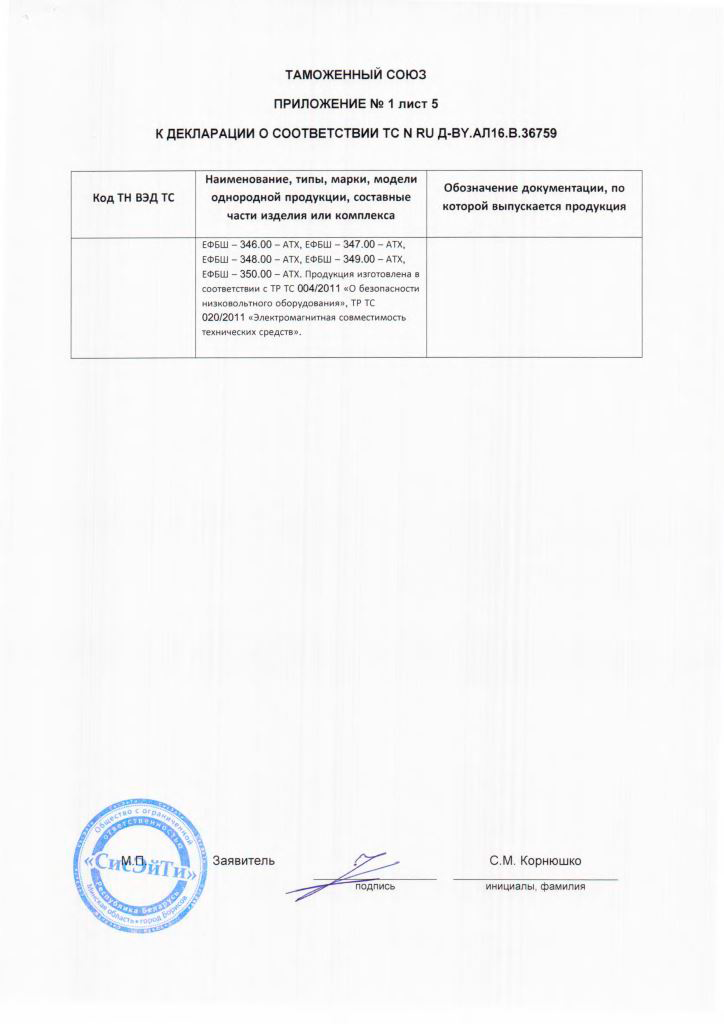 ТАМОЖЕННЫЙ СОЮЗ
ПРИЛОЖЕНИЕ № 1 лист 5
К ДЕКЛАРАЦИИ О СООТВЕТСТВИИ ТС N RU Д-BY.АЛ16.В.36759
Код ТН ВЭД ТС
Наименование, типы, марки, модели
однородной продукции, составные
части изделия или комплекса
Обозначение документации, по
которой выпускается продукция
ЕФБШ – 346.00 – АТХ, ЕФБШ – 347.00 – АТХ,
ЕФБШ – 348.00 – АТХ, ЕФБШ – 349.00 – АТХ,
ЕФБШ – 350.00 – АТХ. Продукция изготовлена в
соответствии с ТР ТС 004/2011 «О безопасности
низковольтного оборудования», ТР ТС
020/2011 «Электромагнитная совместимость
технических средств».
Общество с ограниченной
ответственностью
«СисЭйТи»
Республика Беларусь
Минская область • город Борисов
М.П.
Заявитель
подпись
С.М. Корнюшко
инициалы, фамилия